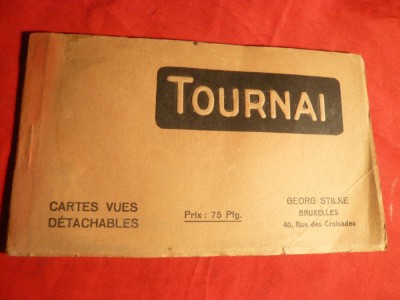 TOURNAI
CARTES VUES
DÉTACHABLES
Prix : 75 Pfg.
GEORG STILKE
BRUXELLES
40, Rue des Croisades